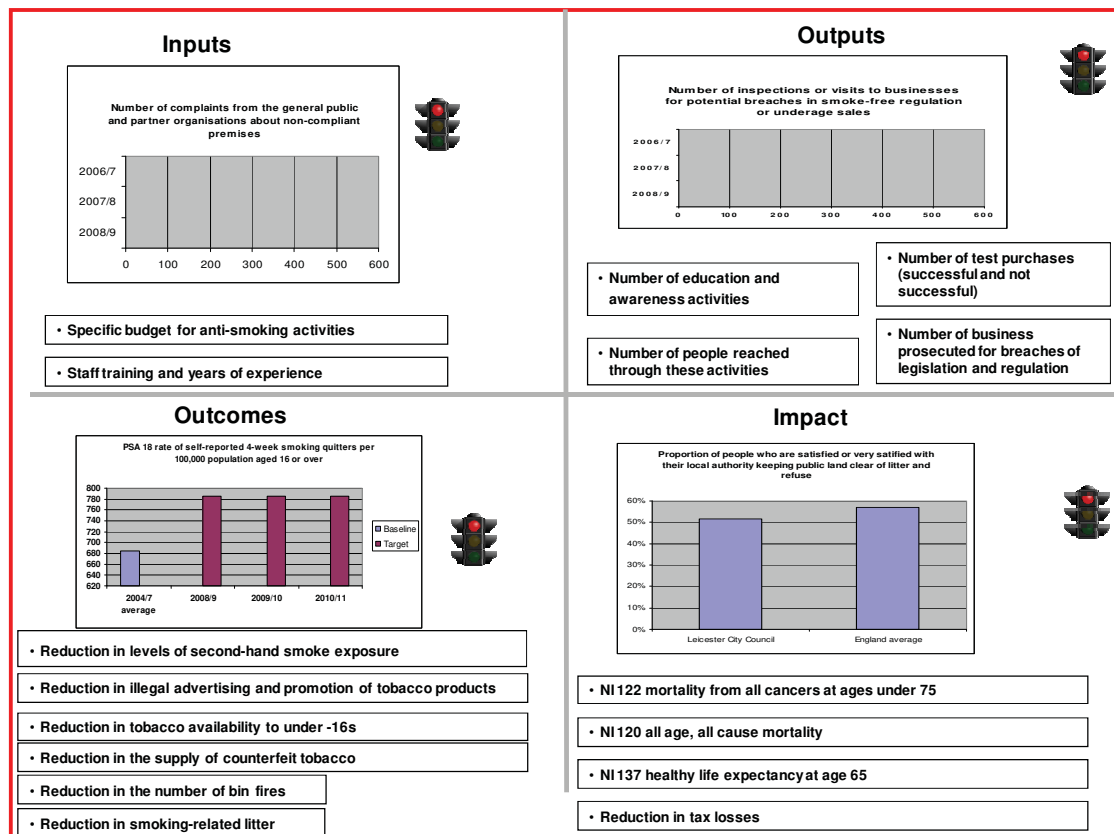 Inputs
Number of complaints from the general public
and partner organisations about non-compliant
premises
2006/7
2007/8
2008/9
0 100 200 300 400 500 600
• Specific budget for anti-smoking activities
• Staff training and years of experience
Outputs
Number of inspections or visits to businesses
for potential breaches in smoke-free regulation
or underage sales
2006/7
2007/8
2008/9
0 100 200 300 400 500 600
• Number of education and
awareness activities
• Number of people reached
through these activities
• Number of test purchases
(successful and not
successful)
• Number of business
prosecuted for breaches of
legislation and regulation
Outcomes
PSA 18 rate of self-reported 4-week smoking quitters per
100,000 population aged 16 or over
800
780
760
740
720
700
680
660
640
620
2004/7 2008/9 2009/10 2010/11
average
Baseline
Target
• Reduction in levels of second-hand smoke exposure
• Reduction in illegal advertising and promotion of tobacco products
• Reduction in tobacco availability to under -16s
• Reduction in the supply of counterfeit tobacco
• Reduction in the number of bin fires
• Reduction in smoking-related litter
Impact
Proportion of people who are satisfied or very satified with
their local authority keeping public land clear of litter and
refuse
60%
50%
40%
30%
20%
10%
0%
Leicester City Council England average
• NI 122 mortality from all cancers at ages under 75
• NI 120 all age, all cause mortality
• NI 137 healthy life expectancy at age 65
• Reduction in tax losses